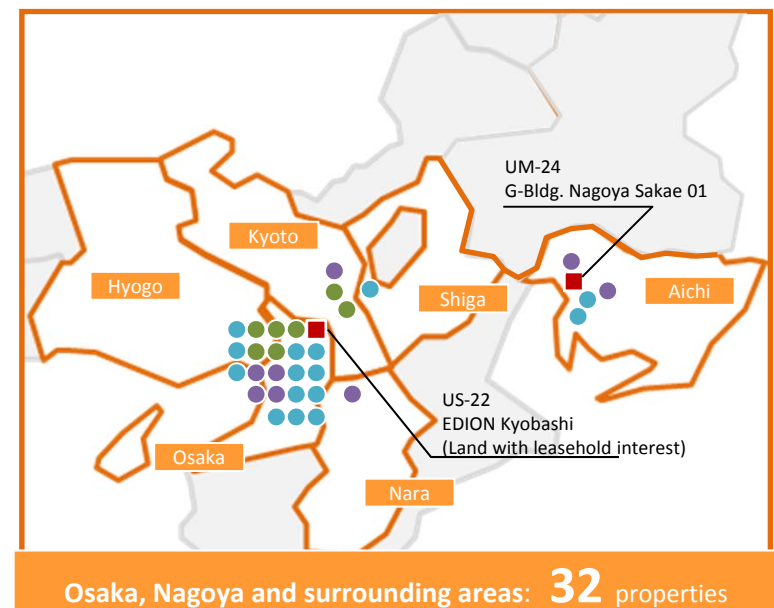 UM-24
G-Bldg. Nagoya Sakae 01
Kyoto
Hyogo
Shiga
Aichi
US-22
EDION Kyobashi
(Land with leasehold interest)
Osaka
Nara
Osaka, Nagoya and surrounding areas: 32 properties